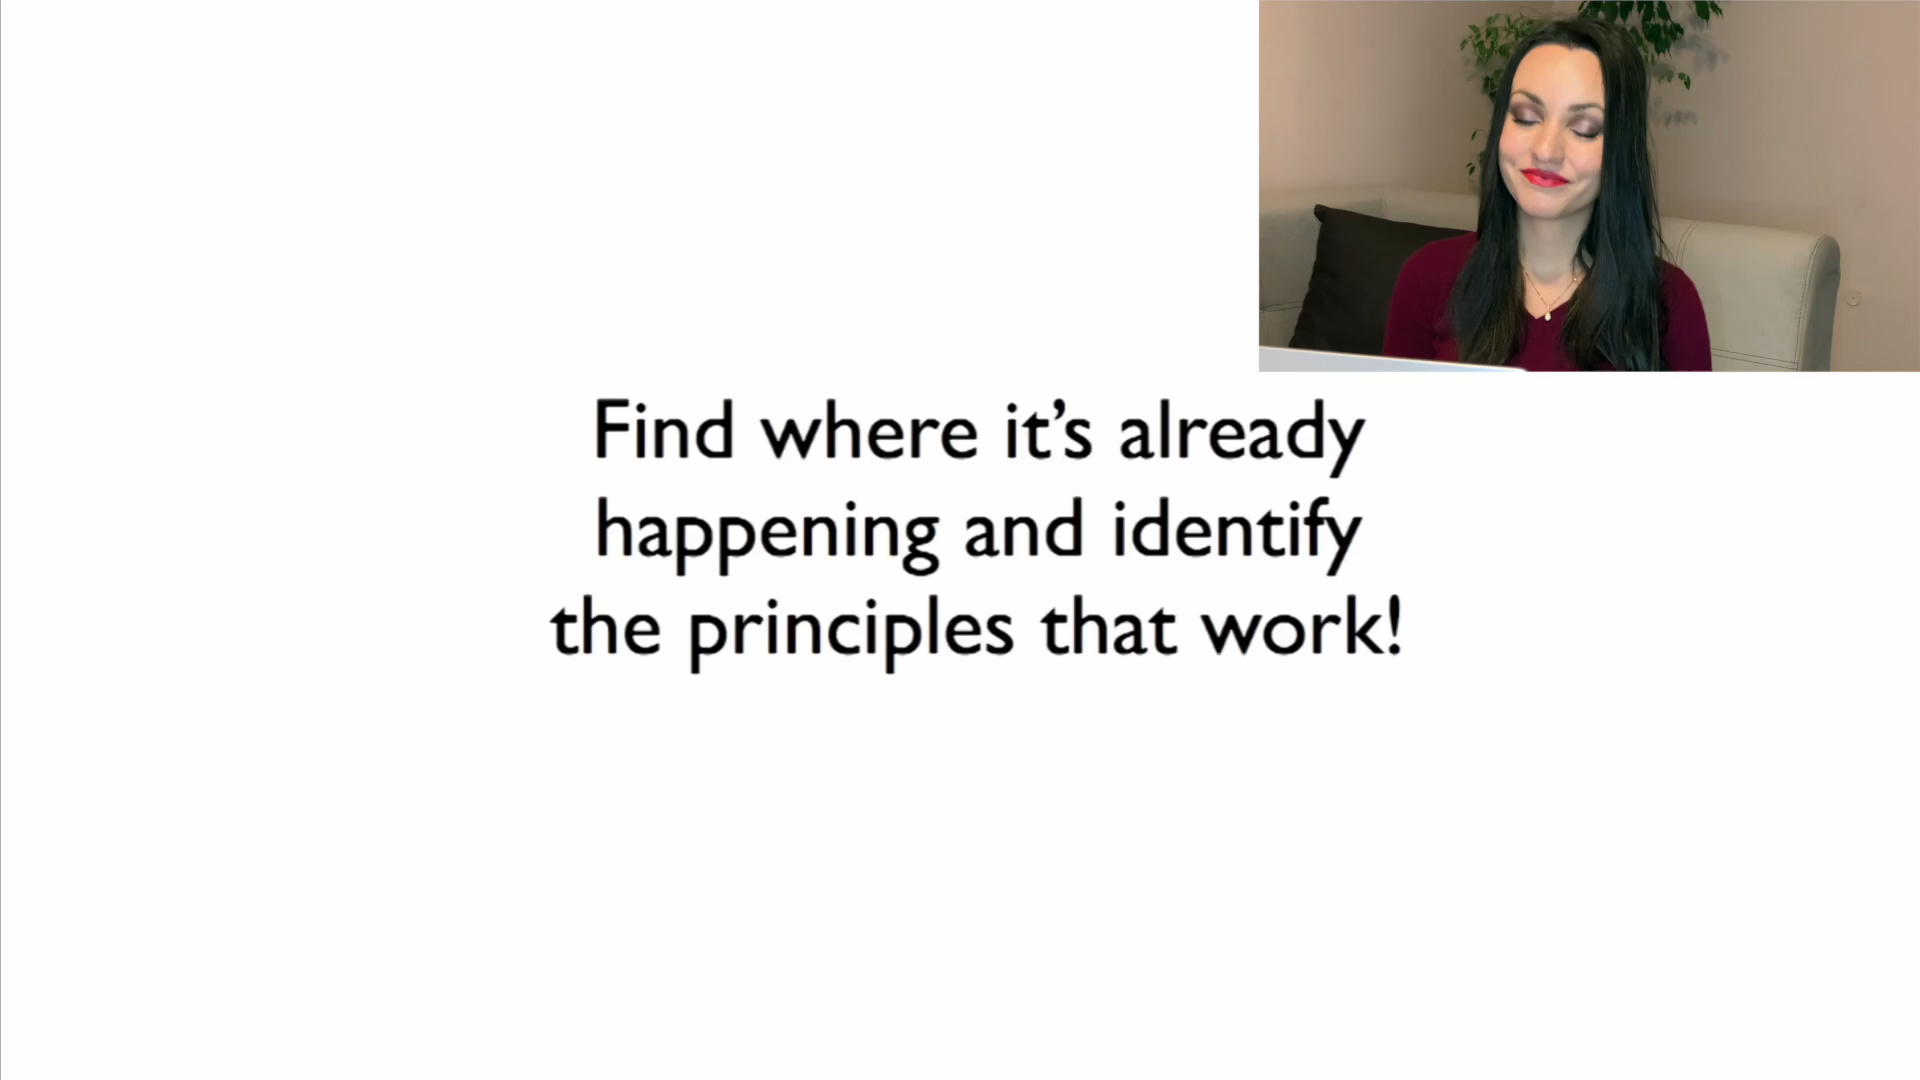 Find where it’s already
happening and identify
the principles that work!